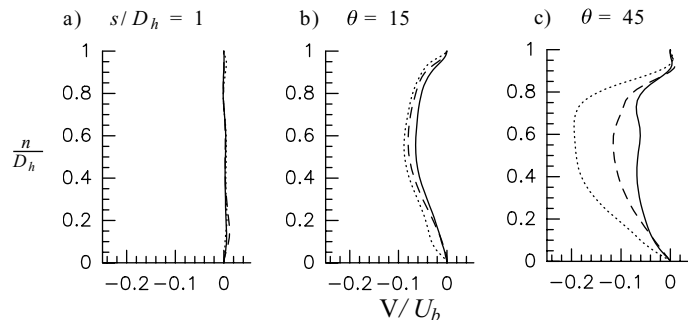 a) s/D_h = 1
b) θ = 15
c) θ = 45
1 0.8 0.6 0.4 0.2 0
1 0.8 0.6 0.4 0.2 0
1 0.8 0.6 0.4 0.2 0
n
D_h
-0.2 -0.1 0
-0.2 -0.1 0
-0.2 -0.1 0
V/U_b